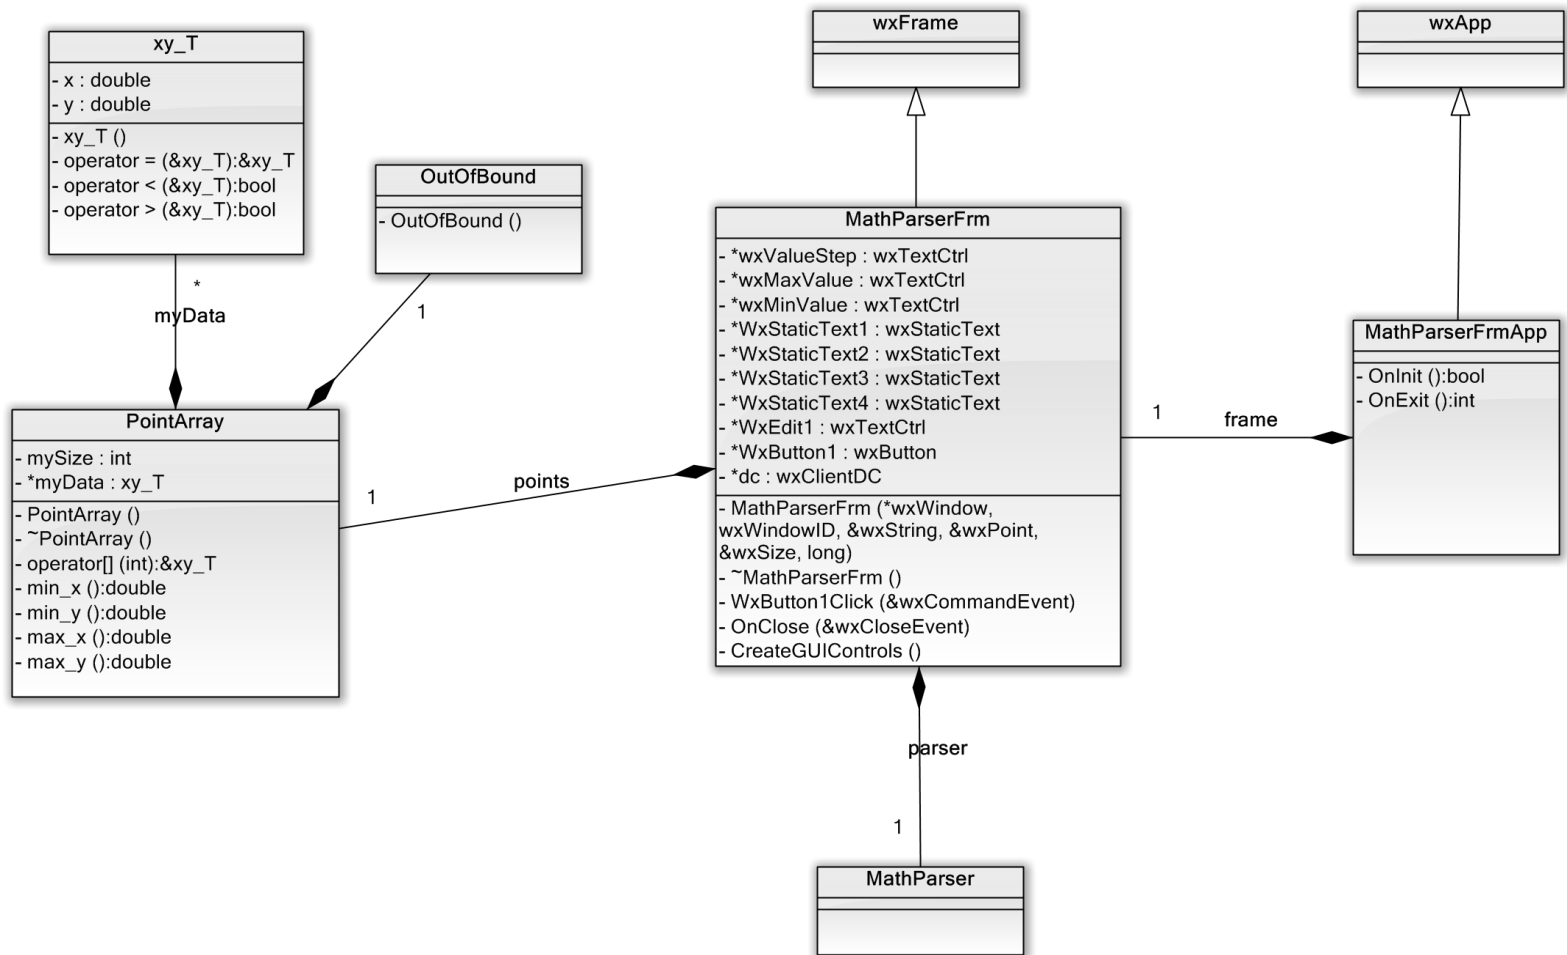 xy_T
- x : double
- y : double
- xy_T ()
- operator = (&xy_T):&xy_T
- operator < (&xy_T):bool
- operator > (&xy_T):bool
*
myData
OutOfBound
- OutOfBound ()
1
PointArray
- mySize : int
- *myData : xy_T
- PointArray ()
- ~PointArray ()
- operator[] (int):&xy_T
- min_x ():double
- min_y ():double
- max_x ():double
- max_y ():double
1
points
wxFrame
MathParserFrm
- *wxValueStep : wxTextCtrl
- *wxMaxValue : wxTextCtrl
- *wxMinValue : wxTextCtrl
- *WxStaticText1 : wxStaticText
- *WxStaticText2 : wxStaticText
- *WxStaticText3 : wxStaticText
- *WxStaticText4 : wxStaticText
- *WxEdit1 : wxTextCtrl
- *WxButton1 : wxButton
- *dc : wxClientDC
- MathParserFrm (*wxWindow,
wxWindowID, &wxString, &wxPoint,
&wxSize, long)
- ~MathParserFrm ()
- WxButton1Click (&wxCommandEvent)
- OnClose (&wxCloseEvent)
- CreateGUIControls ()
parser
1
MathParser
1
frame
wxApp
MathParserFrmApp
- OnInit ():bool
- OnExit ():int